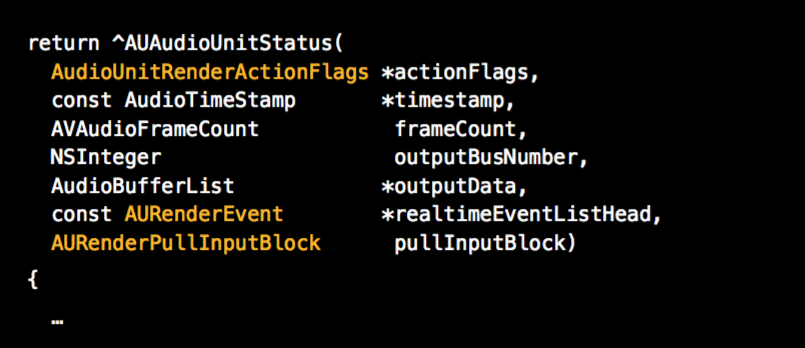 return ^AUAudioUnitStatus(
AudioUnitRenderActionFlags *actionFlags,
const AudioTimeStamp *timestamp,
AVAudioFrameCount frameCount,
NSInteger outputBusNumber,
AudioBufferList *outputData,
const AURenderEvent *realtimeEventListHead,
AURenderPullInputBlock pullInputBlock)
{
…